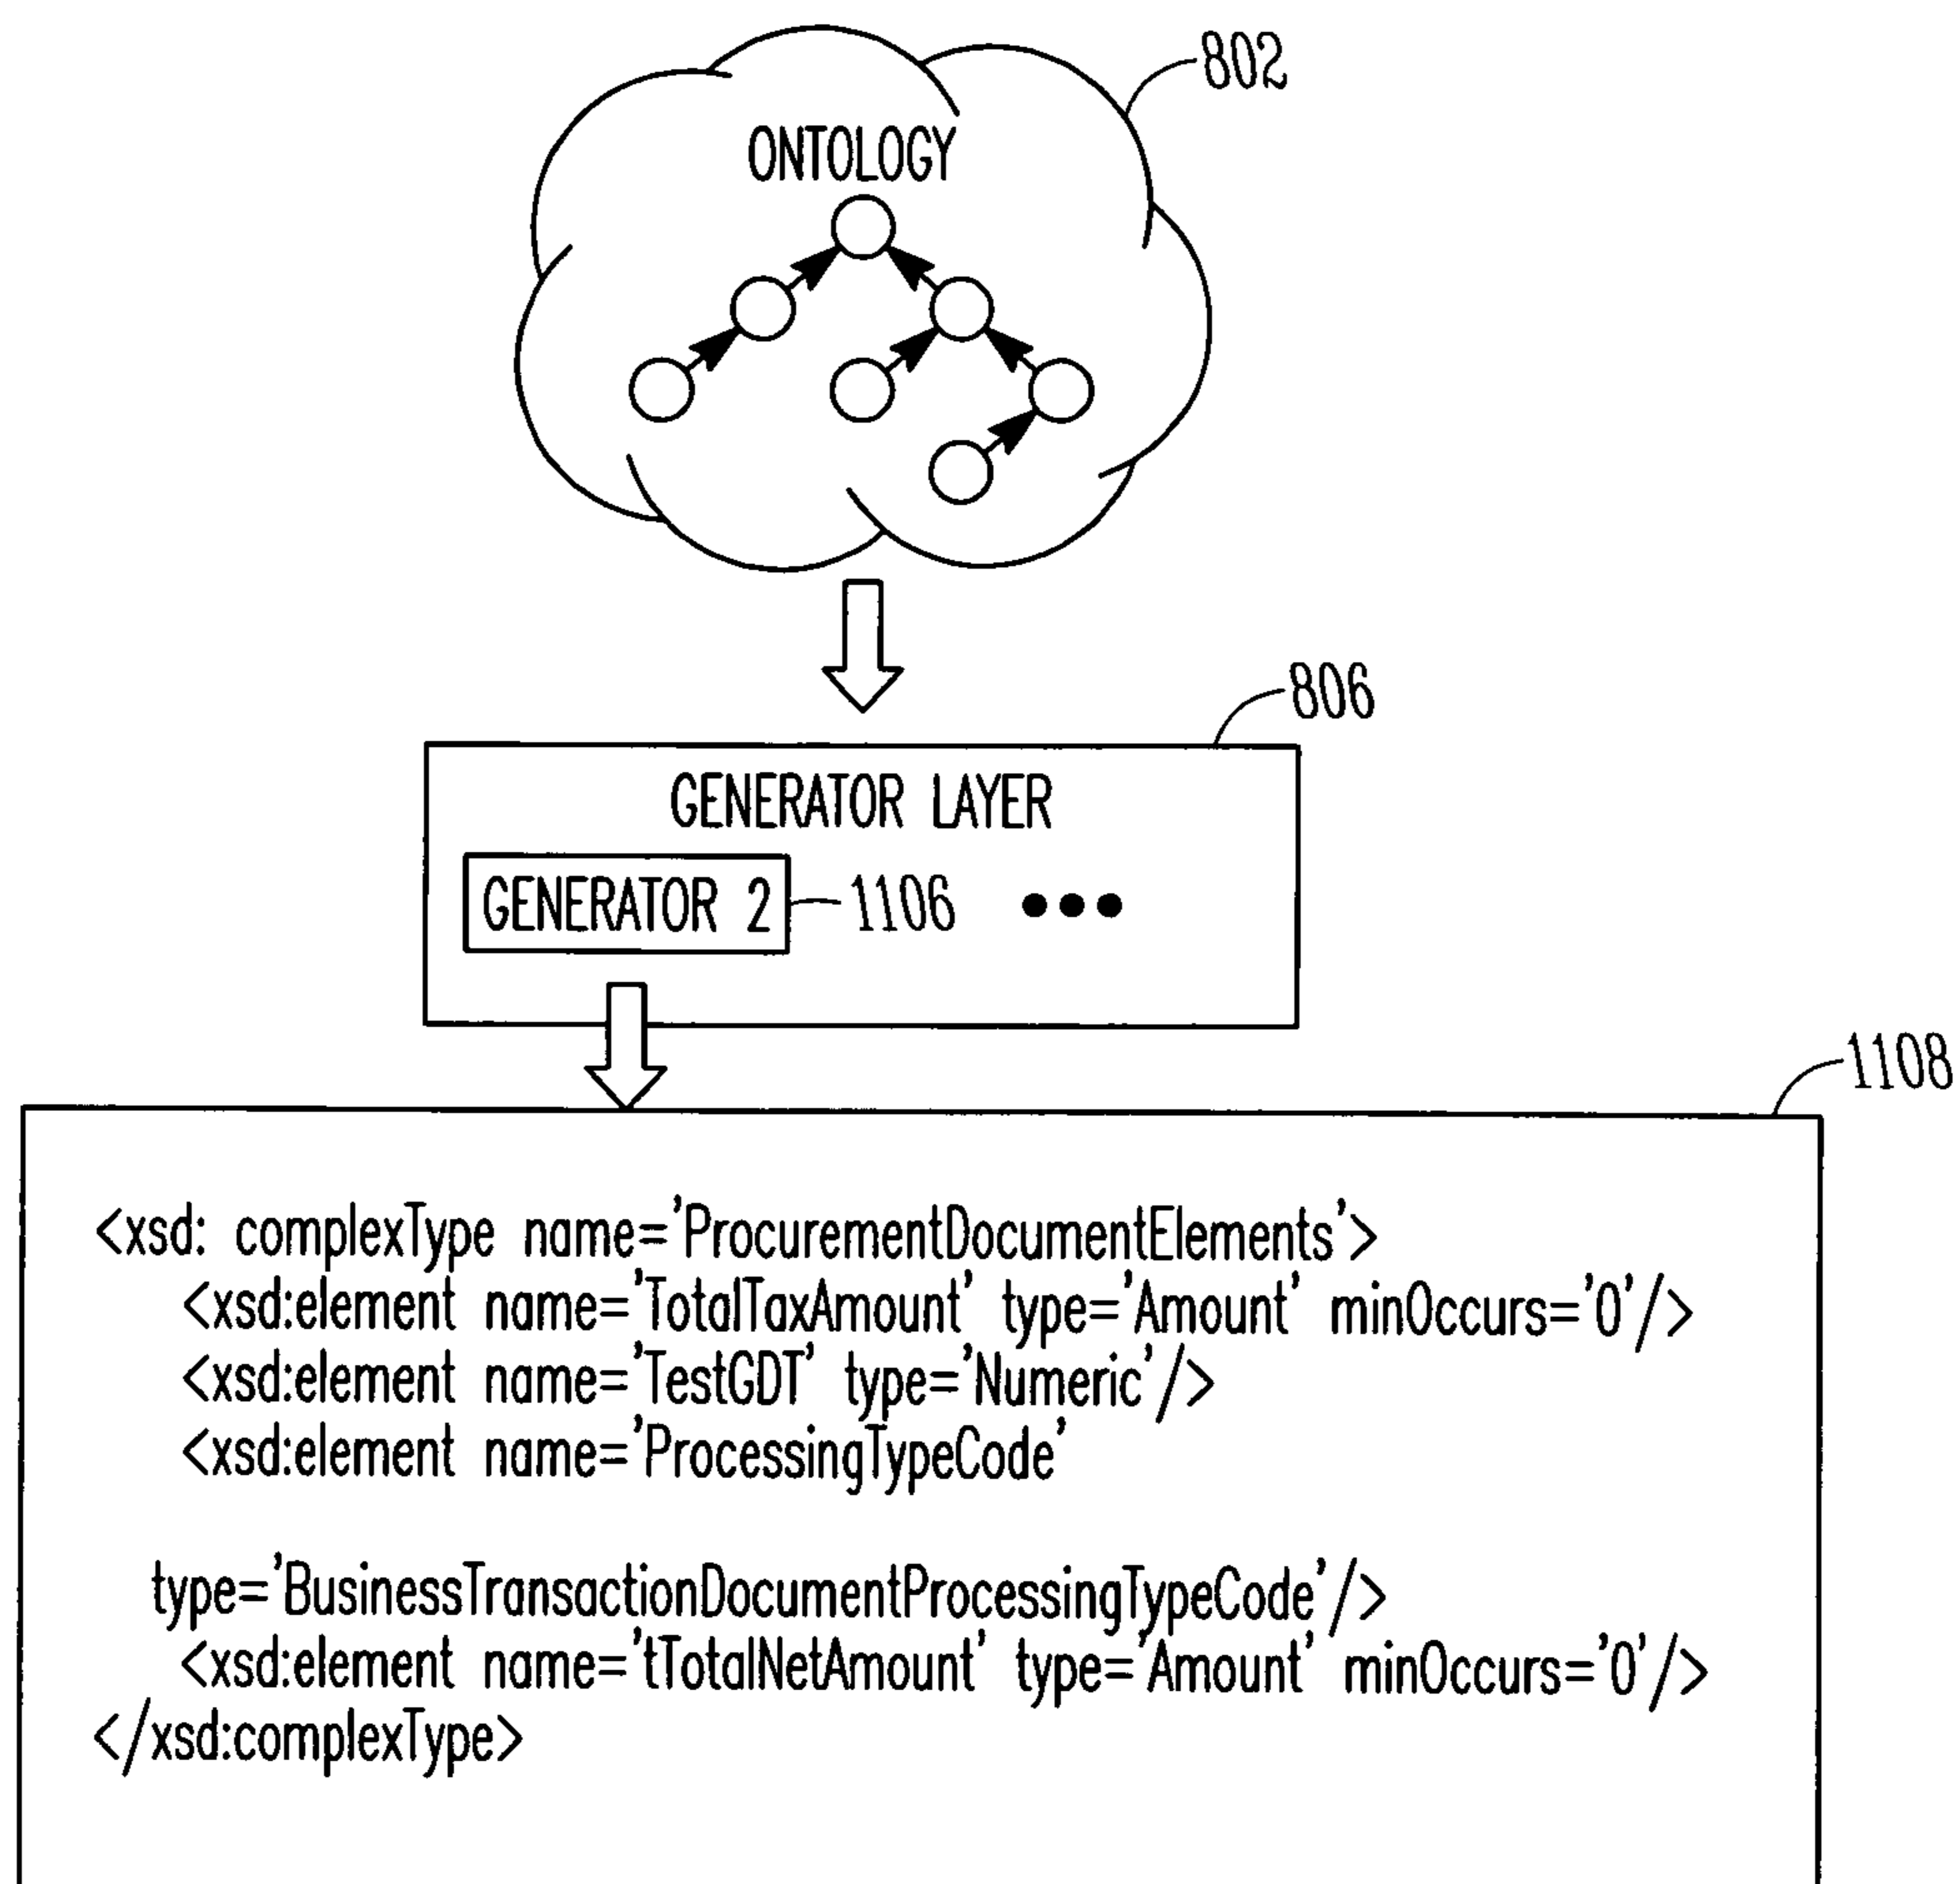 802
ONTOLOGY
806
GENERATOR LAYER
GENERATOR 2
1106
1108
<xsd: complexType name='ProcurementDocumentElements'>
<xsd:element name='TotalTaxAmount' type='Amount' minOccurs='0'/>
<xsd:element name='TestGDT' type='Numeric'/>
<xsd:element name='ProcessingTypeCode'
type='BusinessTransactionDocumentProcessingTypeCode'/>
<xsd:element name='tTotalNetAmount' type='Amount' minOccurs='0'/>
</xsd:complexType>